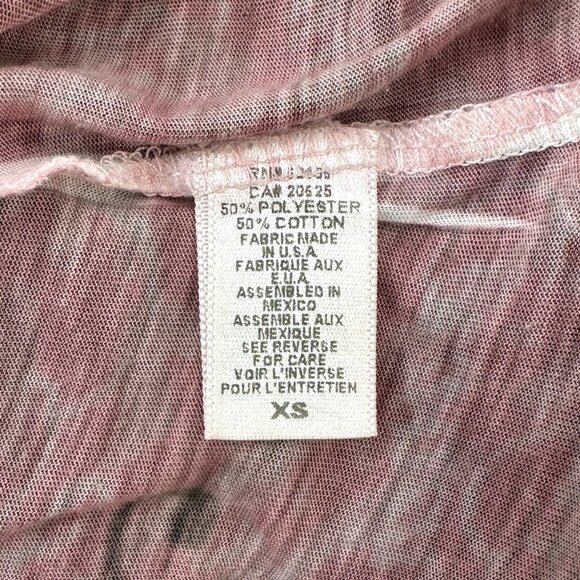 CA# 20625
50% POLYESTER
50% COTTON
FABRIC MADE
IN U.S.A
FABRIQUE AUX
E.U.A
ASSEMBLED IN
MEXICO
ASSEMBLE AUX
MEXIQUE
SEE REVERSE
FOR CARE
VOIR L'INVERSE
POUR L'ENTRETIEN
XS